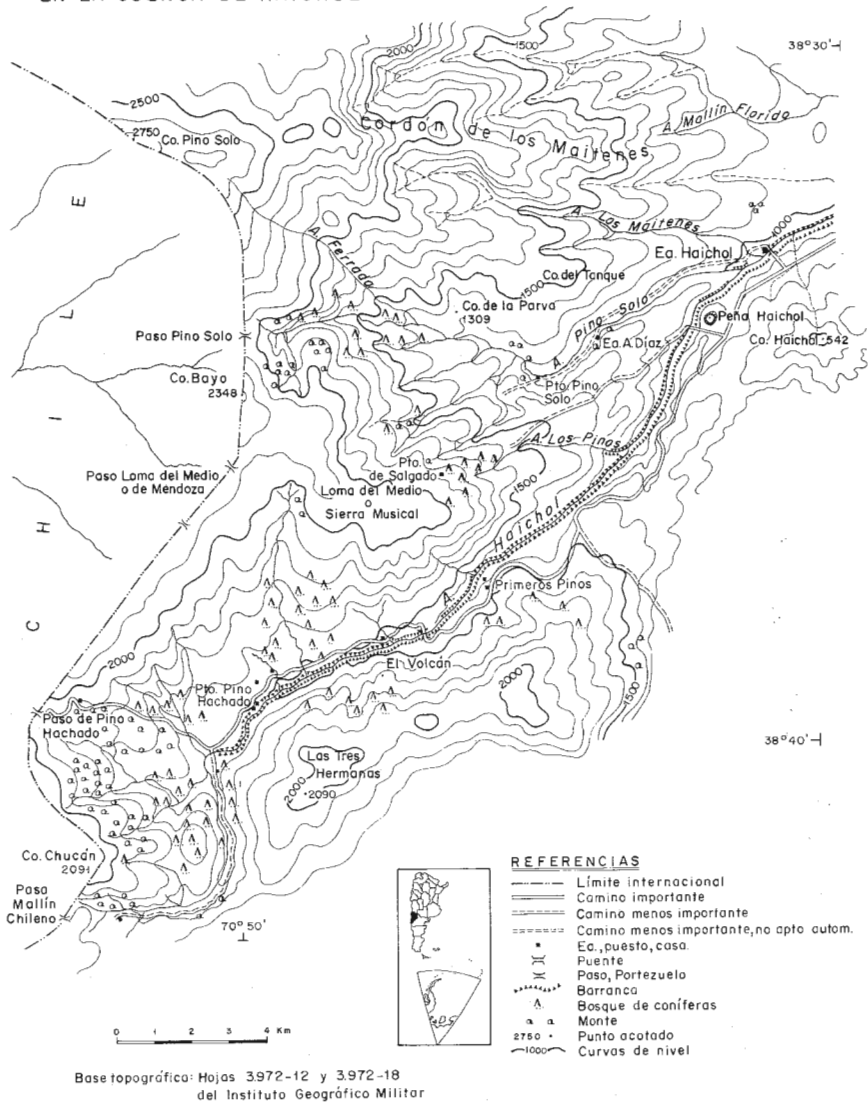 2000
1500
38°30'
2500
2750
Co. Pino Solo
Cordón de los Maitenes
A. Mallín Florido
A. Los Maitenes
1000
Ea. Haichol
A. Ferrada
1500
Co. del Tanque
Co. de la Parva
1309
A. Pino Solo
Peña Haichol
Co. Haichol 1542
Ea. A. Díaz
Paso Pino Solo
Pto. Pino
Solo
Co. Bayo
2348
A. Los Pinos
Paso Loma del Medio
o de Mendoza
Pto.
de Salgado
1500
Loma del Medio
o
Sierra Musical
CHILE
A. Haichol
Primeros Pinos
2000
El Volcán
Pto. Pino
Hachado
2000
1500
Paso de Pino
Hachado
38°40'
Las Tres
Hermanas
2000
2090
Co. Chucán
2091
Paso
Mallín
Chileno
70°50'
REFERENCIAS
Límite internacional
Camino importante
Camino menos importante
Camino menos importante, no apto autom.
Ea., puesto, casa.
Puente
Paso, Portezuelo
Barranca
Bosque de coníferas
Monte
2750 Punto acotado
1000 Curvas de nivel
0 1 2 3 4 Km
Base topográfica: Hojas 3.972-12 y 3.972-18
del Instituto Geográfico Militar